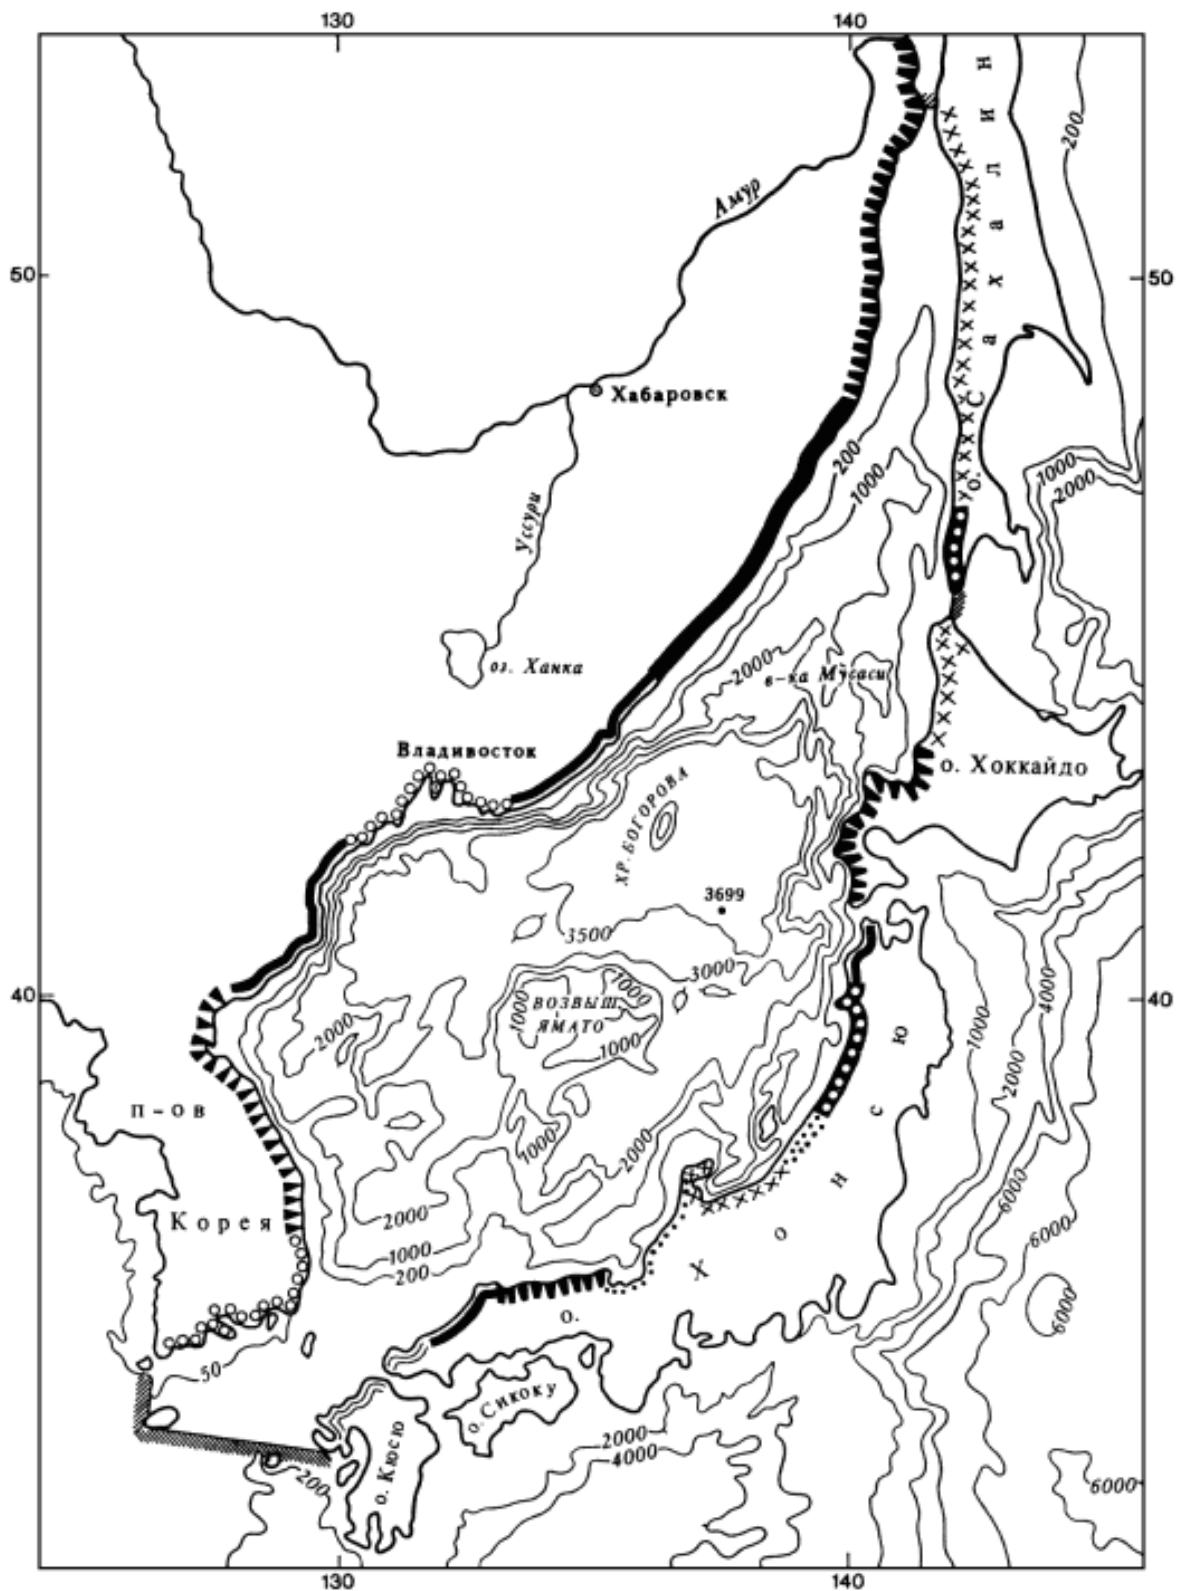 130
140
САХАЛИН
о.
200
Амур
50
50
Хабаровск
200
1000
1000
2000
Уссури
оз. Ханка
2000
в-ка Мусаси
Владивосток
о. Хоккайдо
ХР. БОГОРОВА
3699
3500
3000
40
40
ВОЗВЫШ.
ЯМАТО
1000
1000
1000
2000
4000
1000
2000
п-ов
Корея
1000
2000
2000
1000
200
6000
6000
6000
о. Хонсю
50
о. Сикоку
2000
4000
200
о. Кюсю
6000
130
140